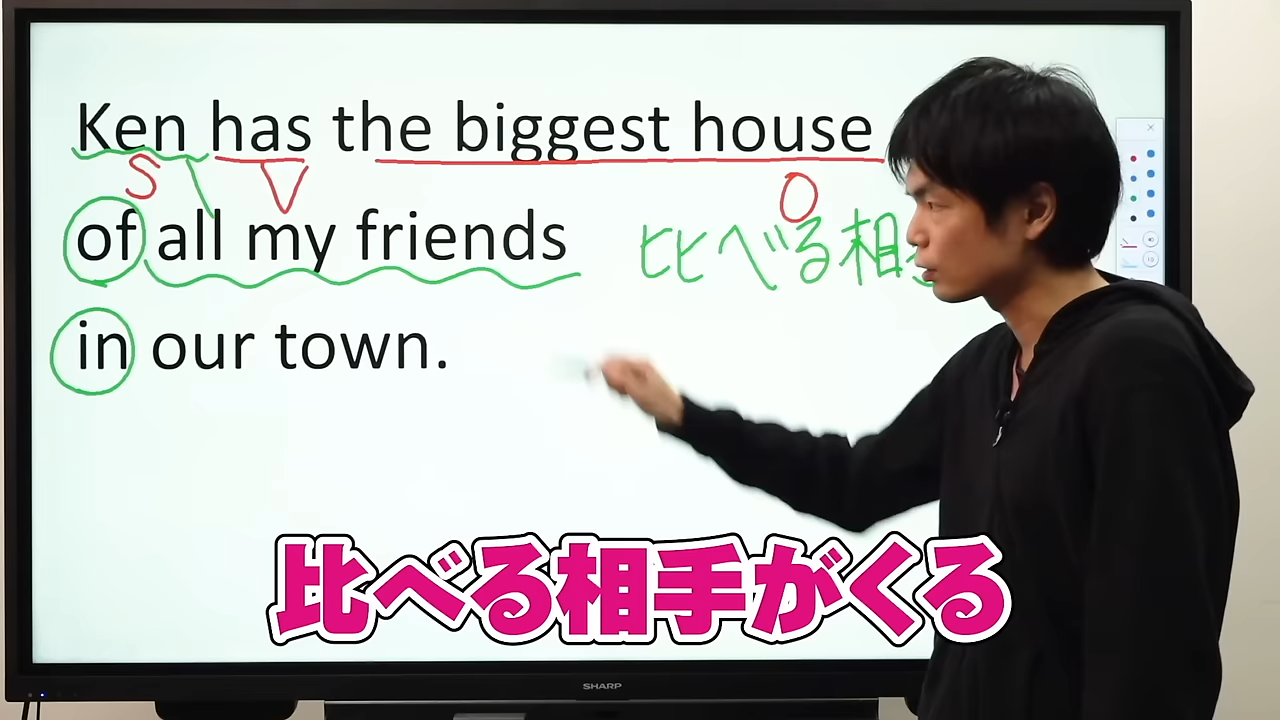 Ken has the biggest house
S V O
of all my friends 比べる相
in our town.
比べる相手がくる
SHARP